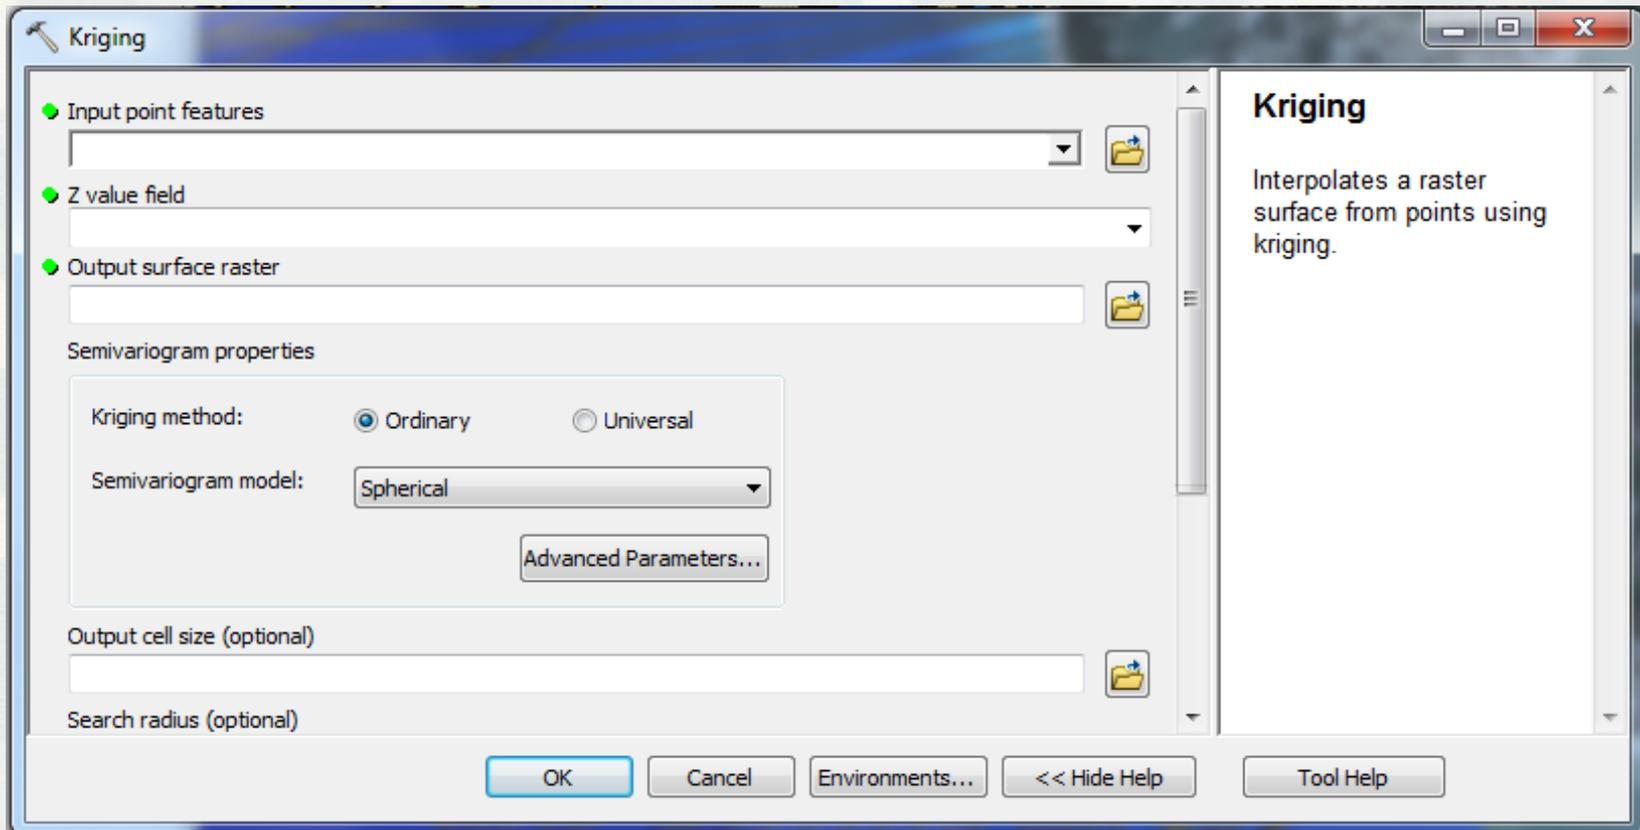 Kriging
Input point features
Z value field
Output surface raster
Semivariogram properties
Kriging method:
Ordinary
Universal
Semivariogram model:
Spherical
Advanced Parameters...
Output cell size (optional)
Search radius (optional)
Kriging
Interpolates a raster
surface from points using
kriging.
OK
Cancel
Environments...
<< Hide Help
Tool Help